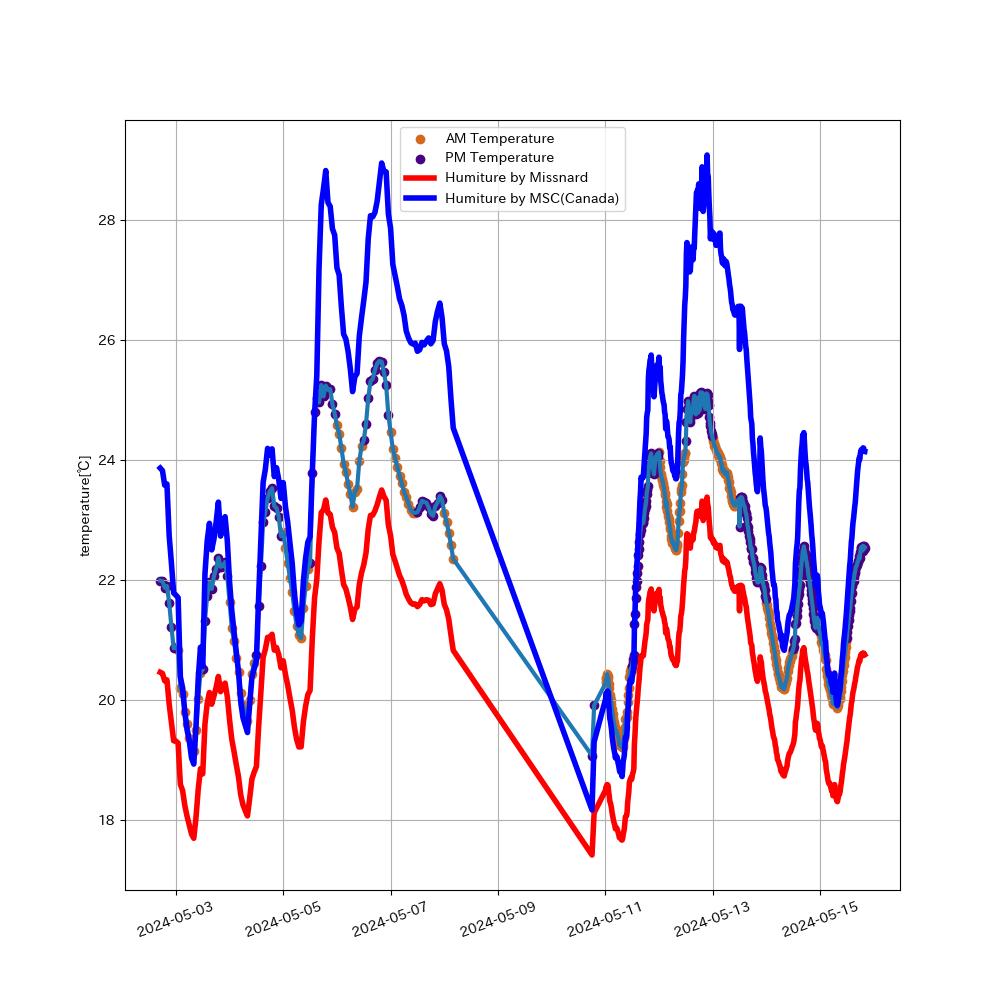 AM Temperature
PM Temperature
Humiture by Missnard
Humiture by MSC(Canada)
28
26
24
22
20
18
temperature[℃]
2024-05-03
2024-05-05
2024-05-07
2024-05-09
2024-05-11
2024-05-13
2024-05-15